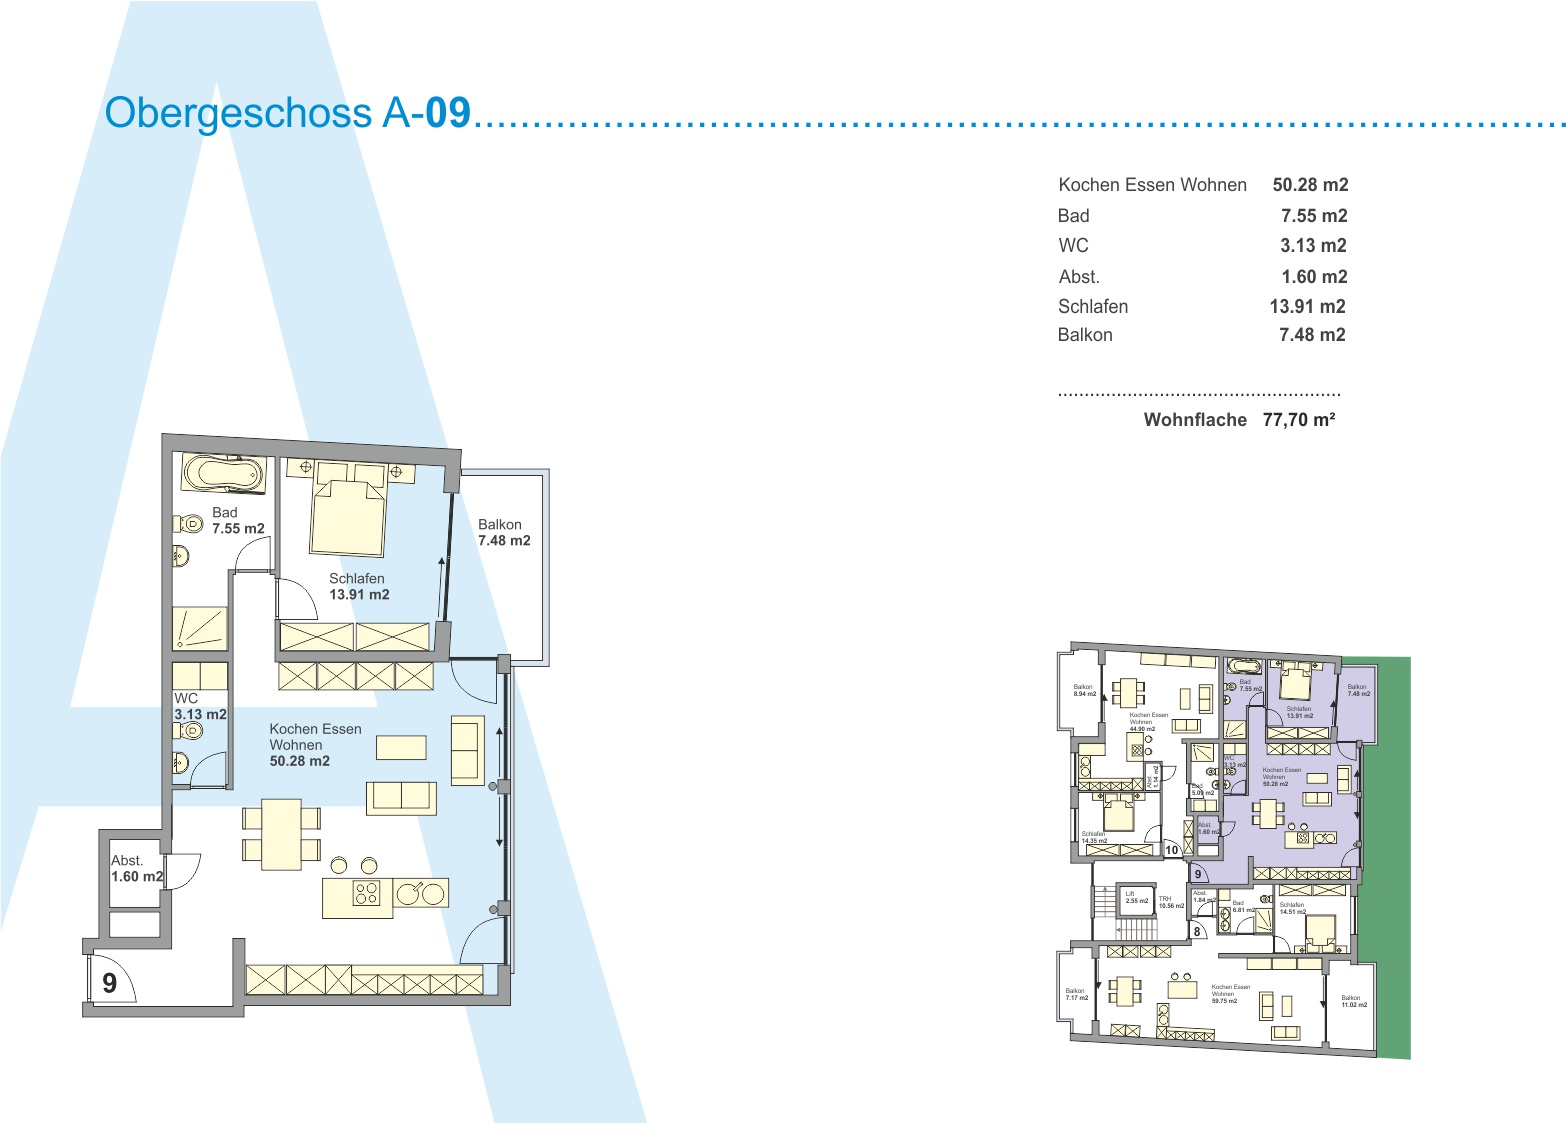 Obergeschoss A-09
Kochen Essen Wohnen 50.28 m2
Bad 7.55 m2
WC 3.13 m2
Abst. 1.60 m2
Schlafen 13.91 m2
Balkon 7.48 m2
Wohnflache 77,70 m²
Bad
7.55 m2
Schlafen
13.91 m2
Balkon
7.48 m2
WC
3.13 m2
Kochen Essen
Wohnen
50.28 m2
Abst.
1.60 m2
9
Balkon
8.94 m2
Kochen Essen
Wohnen
44.90 m2
Bad
7.55 m2
Schlafen
13.91 m2
Balkon
7.48 m2
WC
3.13 m2
Kochen Essen
Wohnen
50.28 m2
Abst.
1.14 m2
Bad
5.09 m2
Schlafen
14.35 m2
Abst.
1.60 m2
10
9
Lift
2.55 m2
TRH
10.56 m2
Abst.
1.84 m2
Bad
6.81 m2
Schlafen
14.51 m2
8
Balkon
7.17 m2
Kochen Essen
Wohnen
59.75 m2
Balkon
11.02 m2